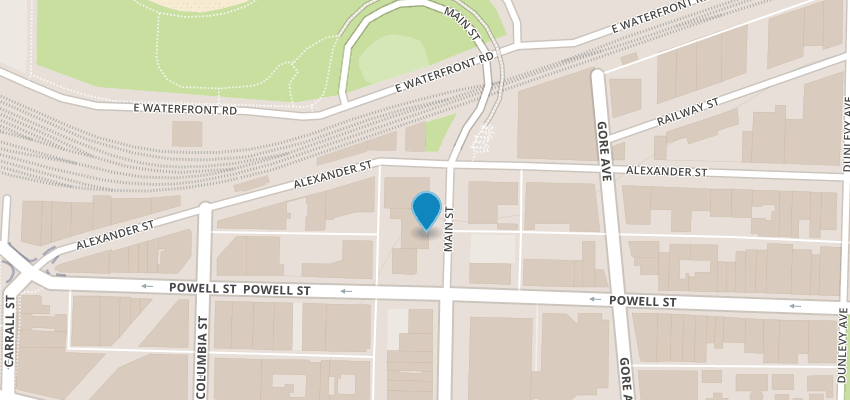 MAIN ST
E WATERFRONT RD
E WATERFRONT RD
E WATERFRONT RD
RAILWAY ST
DUNLEVY AVE
GORE AVE
ALEXANDER ST
ALEXANDER ST
ALEXANDER ST
MAIN ST
POWELL ST POWELL ST
POWELL ST
CARRALL ST
COLUMBIA ST
GORE A
DUNLEVY AVE